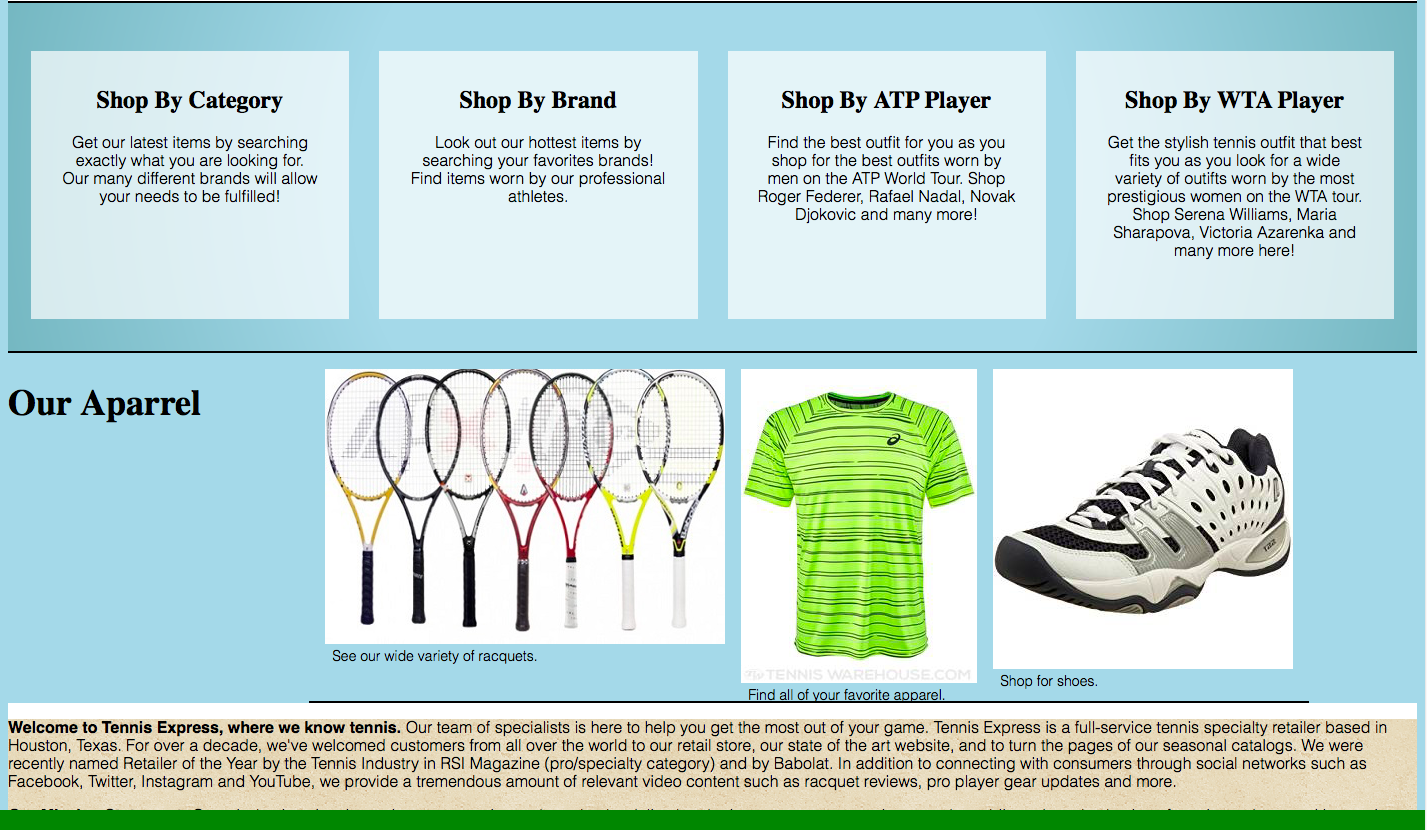 Shop By Category
Get our latest items by searching
exactly what you are looking for.
Our many different brands will allow
your needs to be fulfilled!
Shop By Brand
Look out our hottest items by
searching your favorites brands!
Find items worn by our professional
athletes.
Shop By ATP Player
Find the best outfit for you as you
shop for the best outfits worn by
men on the ATP World Tour. Shop
Roger Federer, Rafael Nadal, Novak
Djokovic and many more!
Shop By WTA Player
Get the stylish tennis outfit that best
fits you as you look for a wide
variety of outifts worn by the most
prestigious women on the WTA tour.
Shop Serena Williams, Maria
Sharapova, Victoria Azarenka and
many more here!
Our Aparrel
See our wide variety of racquets.
TENNIS WAREHOUSE.COM
Find all of your favorite apparel.
Shop for shoes.
Welcome to Tennis Express, where we know tennis. Our team of specialists is here to help you get the most out of your game. Tennis Express is a full-service tennis specialty retailer based in
Houston, Texas. For over a decade, we've welcomed customers from all over the world to our retail store, our state of the art website, and to turn the pages of our seasonal catalogs. We were
recently named Retailer of the Year by the Tennis Industry in RSI Magazine (pro/specialty category) and by Babolat. In addition to connecting with consumers through social networks such as
Facebook, Twitter, Instagram and YouTube, we provide a tremendous amount of relevant video content such as racquet reviews, pro player gear updates and more.